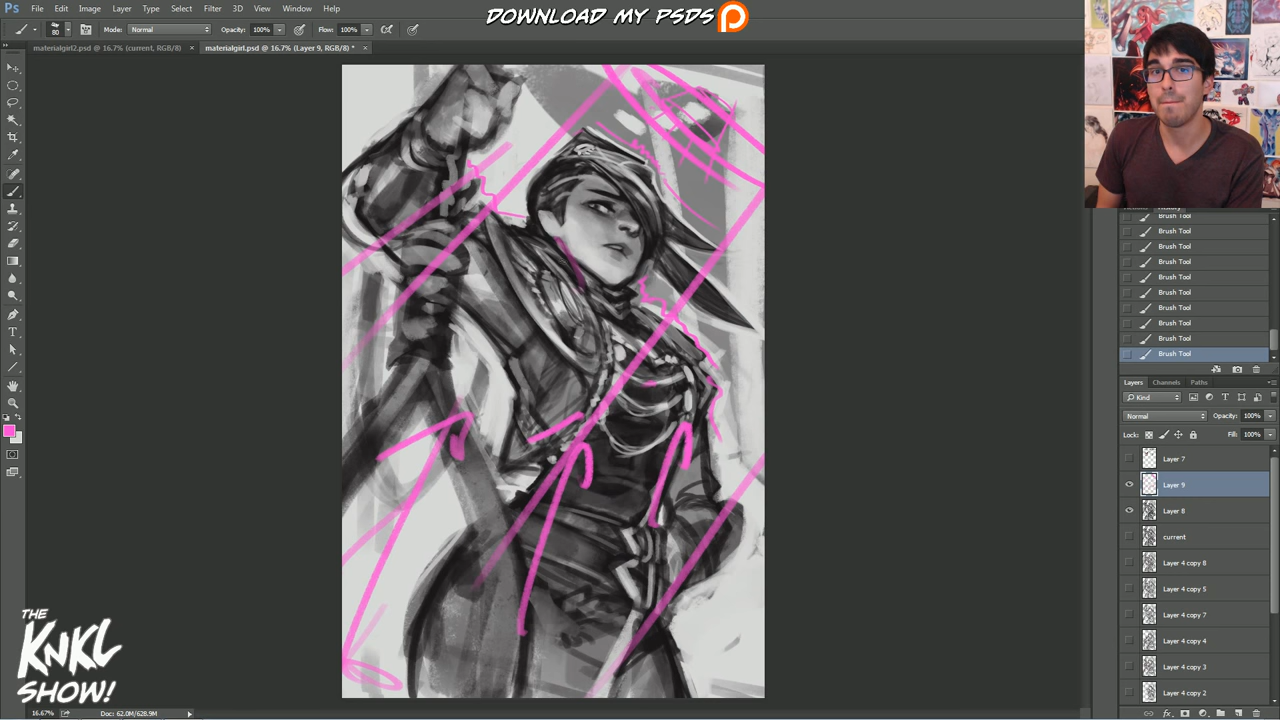 Ps File Edit Image Layer Type Select Filter 3D View Window Help
DOWNLOAD MY PSDS
80 Mode: Normal Opacity: 100% Flow: 100%
materialgirl2.psd @ 16.7% (current, RGB/8) × materialgirl.psd @ 16.7% (Layer 9, RGB/8) * ×
Brush Tool
Brush Tool
Brush Tool
Brush Tool
Brush Tool
Brush Tool
Brush Tool
Brush Tool
Brush Tool
Brush Tool
Layers Channels Paths
Kind
Normal Opacity: 100%
Lock: Fill: 100%
Layer 7
Layer 9
Layer 8
current
Layer 4 copy 8
Layer 4 copy 5
Layer 4 copy 7
Layer 4 copy 4
Layer 4 copy 3
Layer 4 copy 2
THE
KNKL
SHOW!
16.67% Doc: 62.0M/628.9M